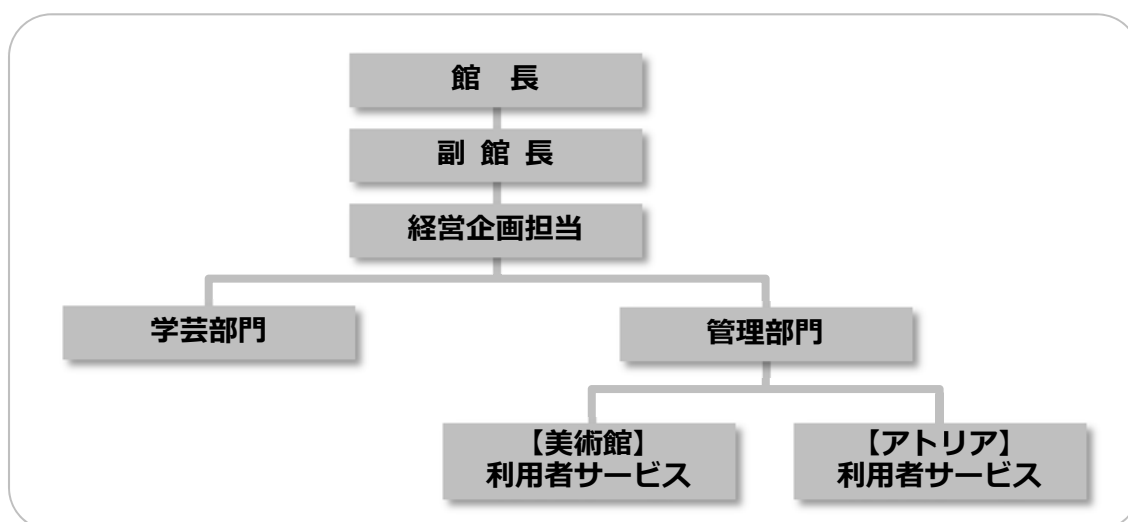 館　長
副 館 長
経営企画担当
学芸部門
管理部門
【美術館】
利用者サービス
【アトリア】
利用者サービス